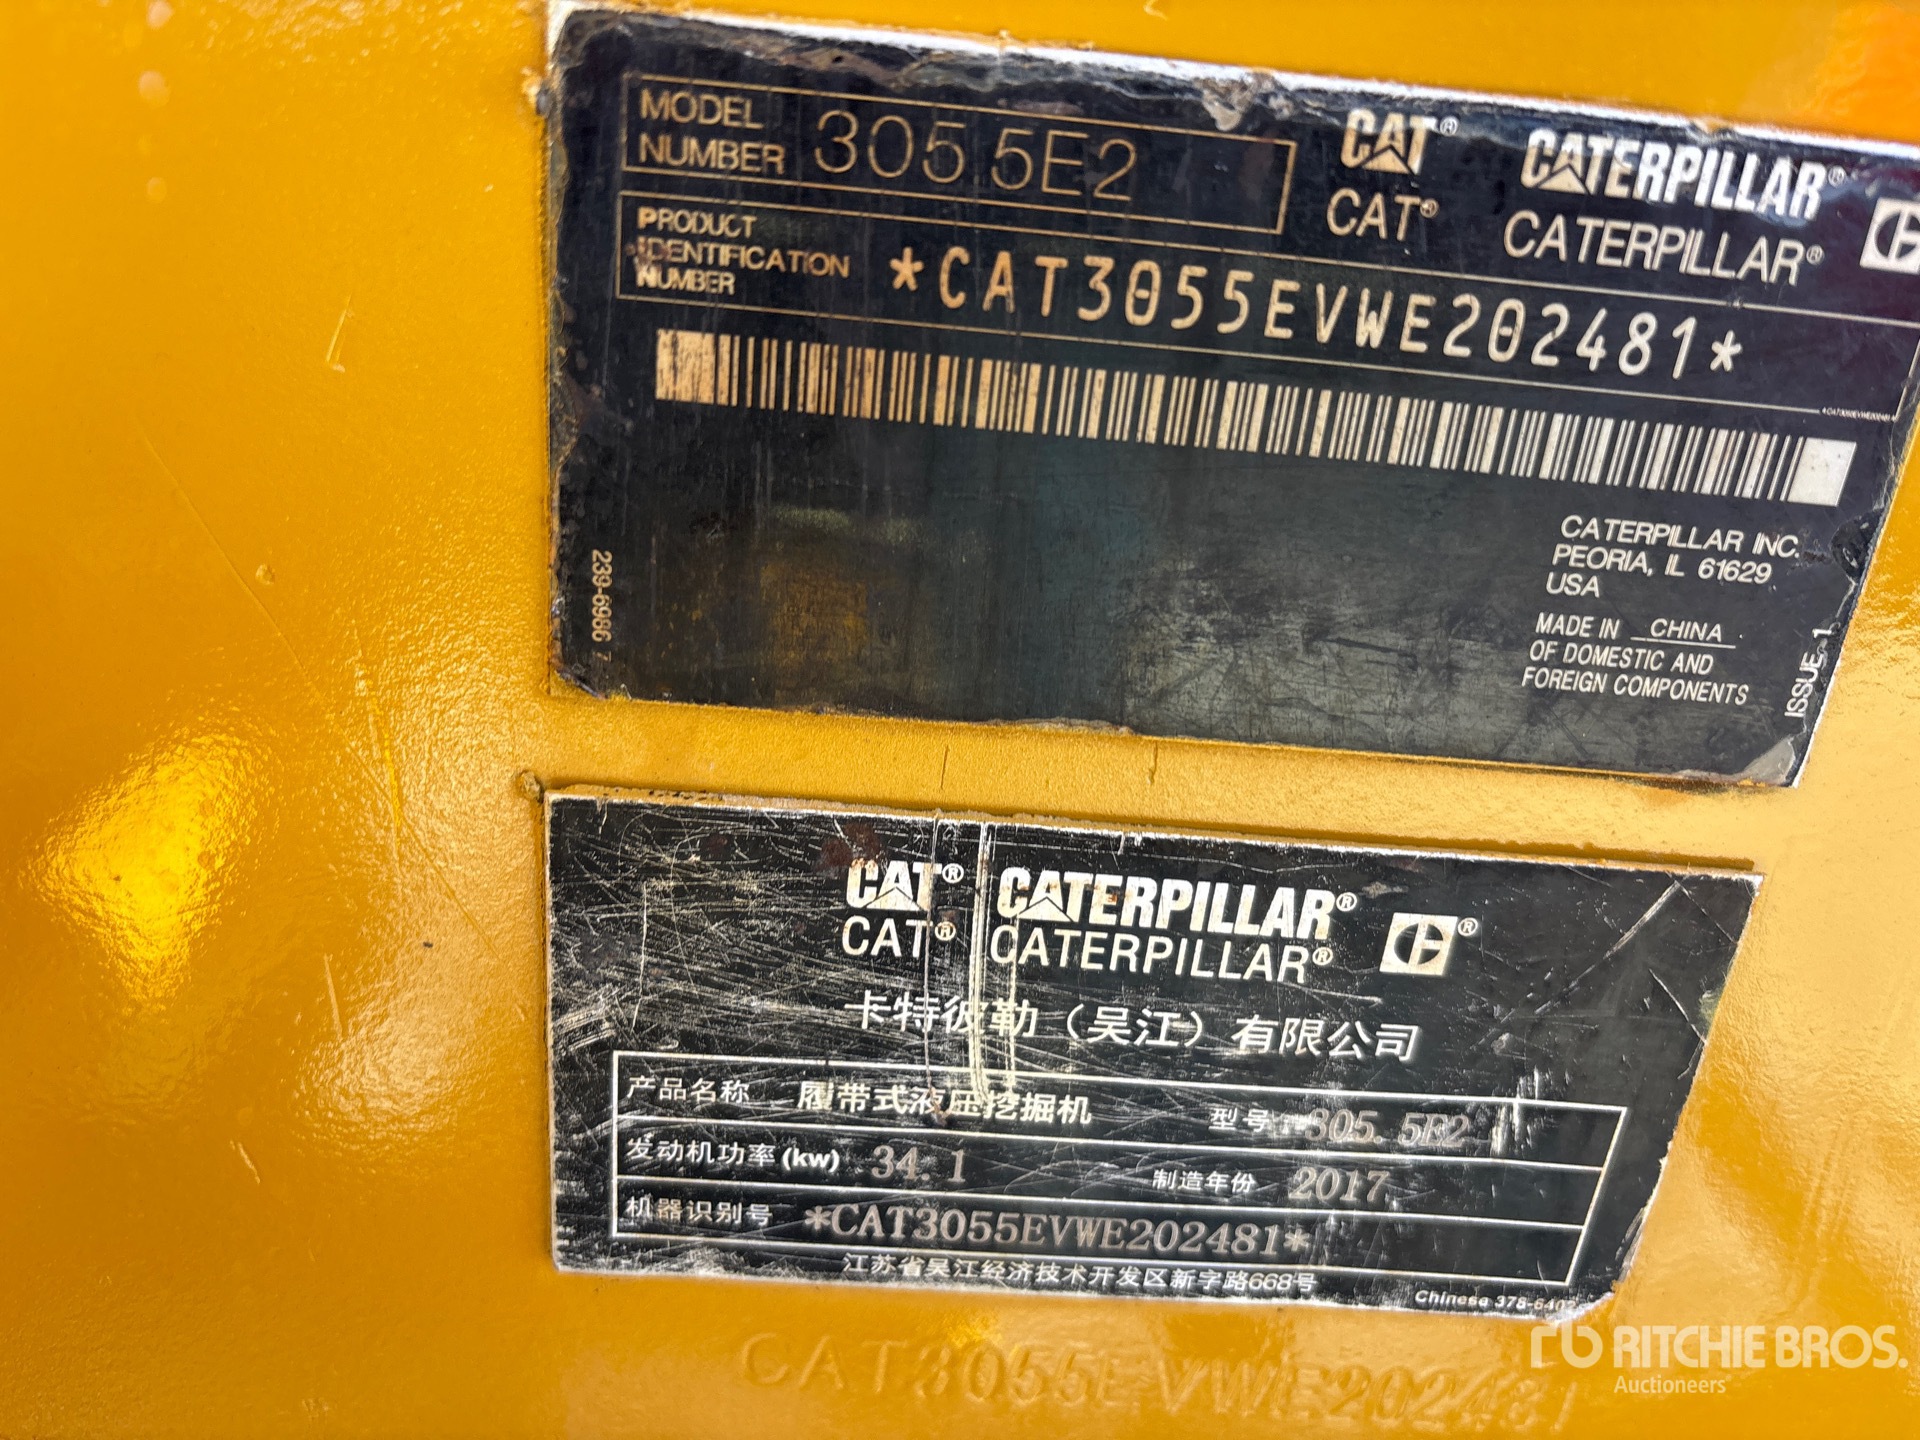 MODEL NUMBER 305.5E2
CAT® CATERPILLAR®
CAT® CATERPILLAR®
PRODUCT IDENTIFICATION NUMBER *CAT3055EVWE202481*
CATERPILLAR INC.
PEORIA, IL 61629
USA
MADE IN CHINA
OF DOMESTIC AND
FOREIGN COMPONENTS
239-6986 7
ISSUE 1
CAT® CATERPILLAR®
CAT® CATERPILLAR®
卡特彼勒（吴江）有限公司
产品名称 履带式液压挖掘机 型号: 305.5E2
发动机功率(kw) 34.1 制造年份 2017
机器识别号 *CAT3055EVWE202481*
江苏省吴江经济技术开发区新字路668号
Chinese 378-6402
CAT3055EVWE202481
rb RITCHIE BROS.
Auctioneers